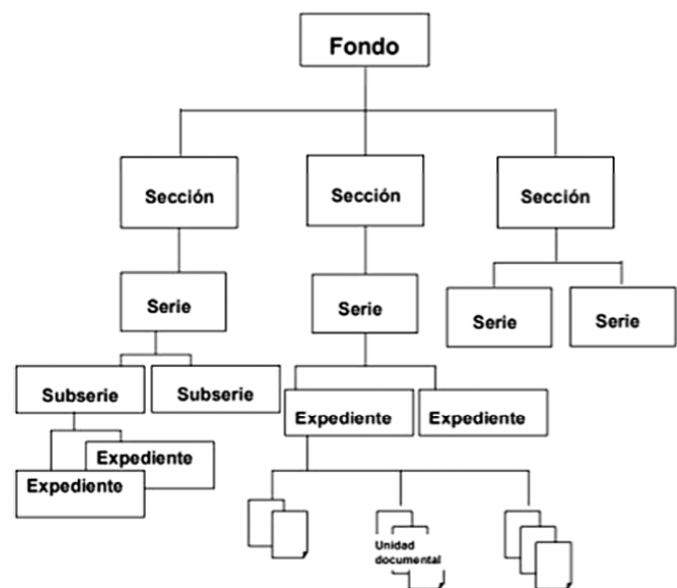 Fondo
Sección
Sección
Sección
Serie
Serie
Serie
Serie
Subserie
Subserie
Expediente
Expediente
Expediente
Expediente
Unidad
documental